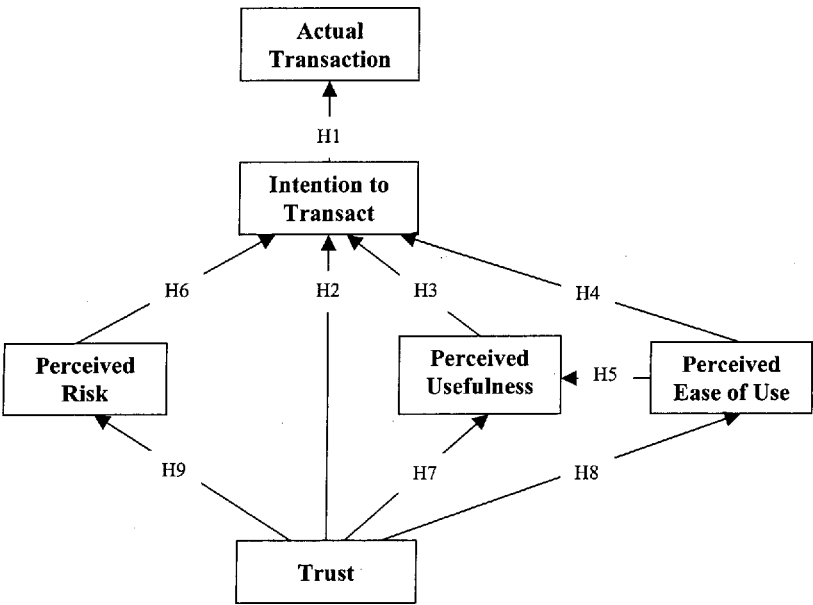 Actual
Transaction
H1
Intention to
Transact
H6
H2
H3
H4
Perceived
Risk
Perceived
Usefulness
H5
Perceived
Ease of Use
H9
H7
H8
Trust